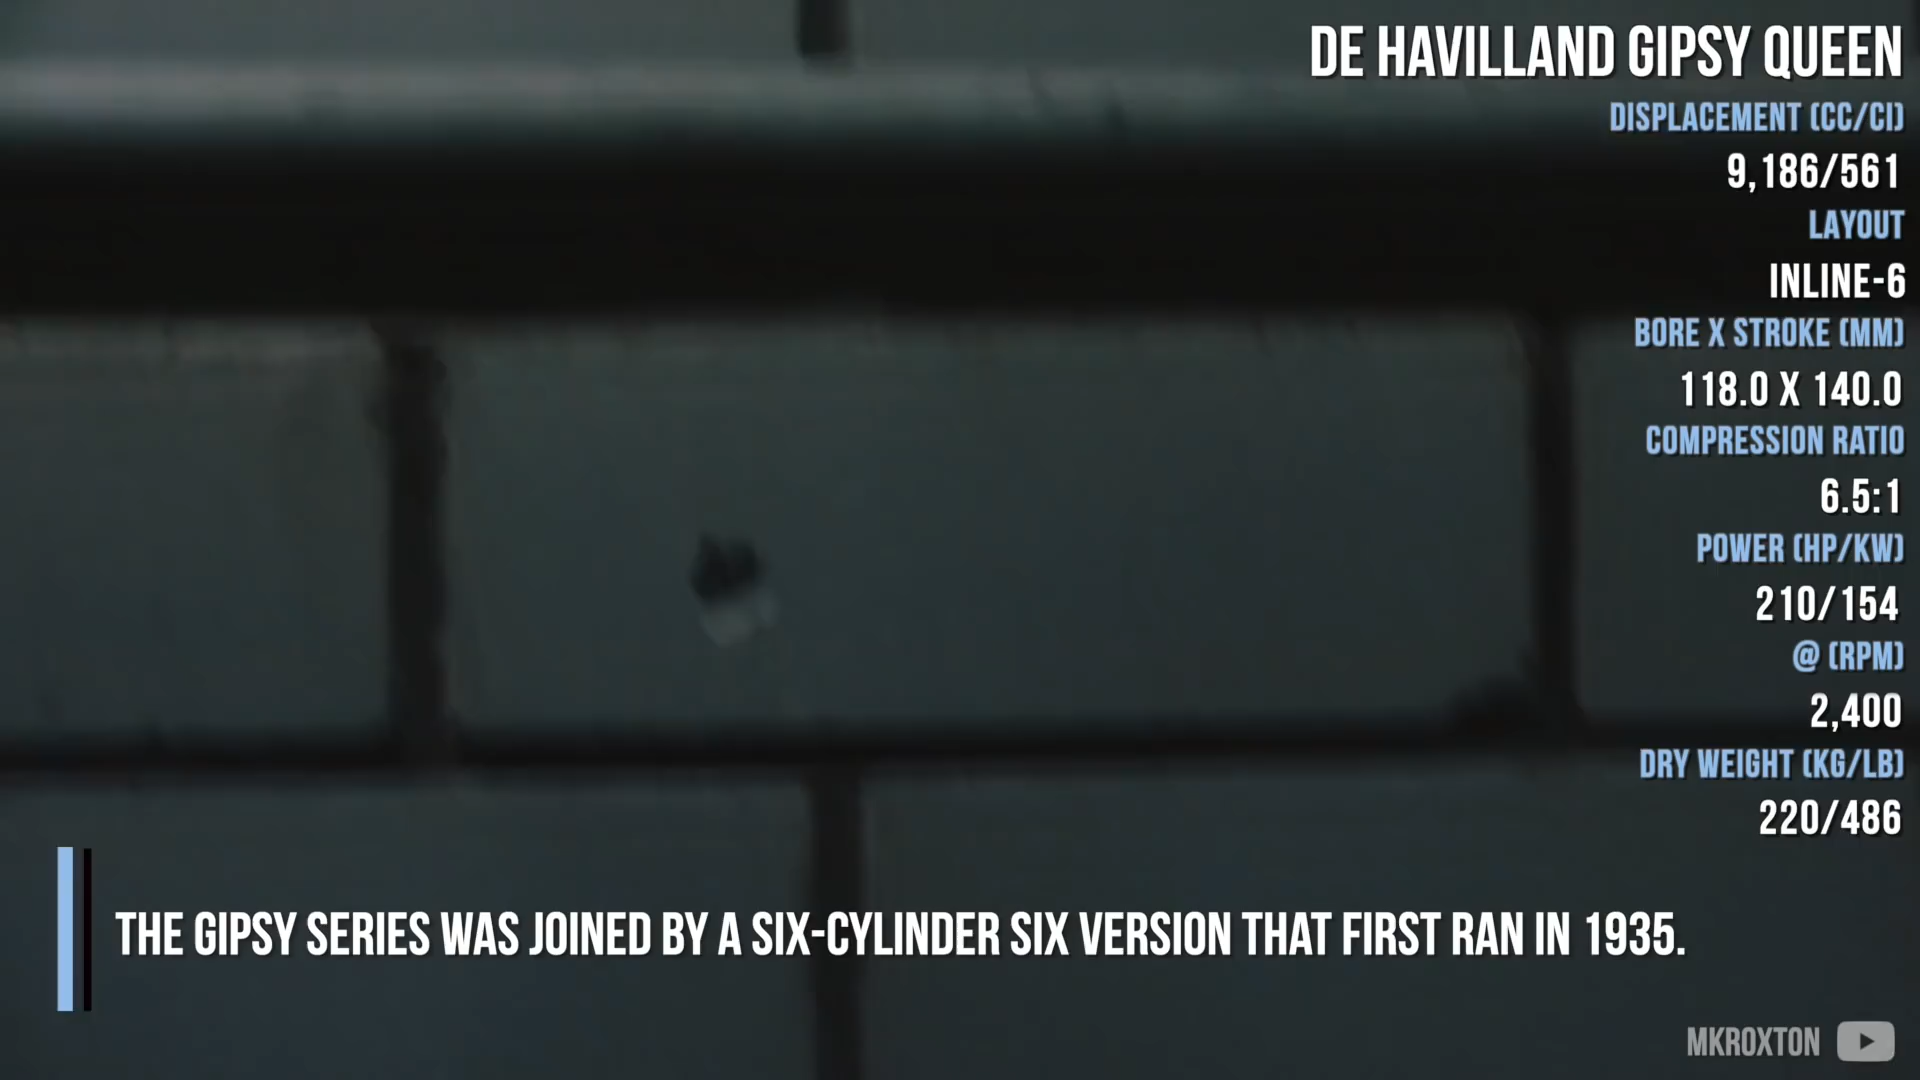 DE HAVILLAND GIPSY QUEEN
DISPLACEMENT (CC/CI)
9,186/561
LAYOUT
INLINE-6
BORE X STROKE (MM)
118.0 X 140.0
COMPRESSION RATIO
6.5:1
POWER (HP/KW)
210/154
@ (RPM)
2,400
DRY WEIGHT (KG/LB)
220/486
THE GIPSY SERIES WAS JOINED BY A SIX-CYLINDER SIX VERSION THAT FIRST RAN IN 1935.
MKROXTON